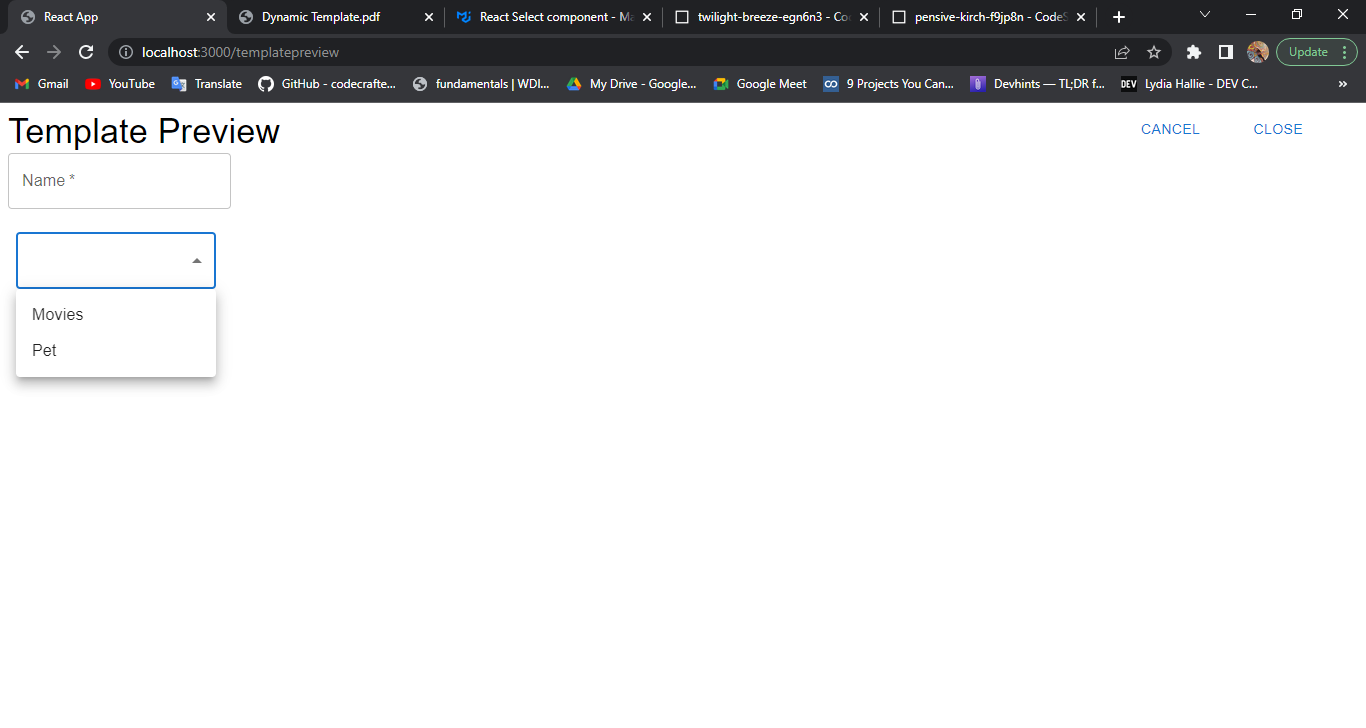 React App
Dynamic Template.pdf
React Select component - Ma
twilight-breeze-egn6n3 - Co
pensive-kirch-f9jp8n - CodeS
localhost:3000/templatepreview
Update
Gmail
YouTube
Translate
GitHub - codecrafte...
fundamentals | WDI...
My Drive - Google...
Google Meet
9 Projects You Can...
DEV
Devhints — TL;DR f...
Lydia Hallie - DEV C...
»
Template Preview
CANCEL
CLOSE
Name *
Movies
Pet